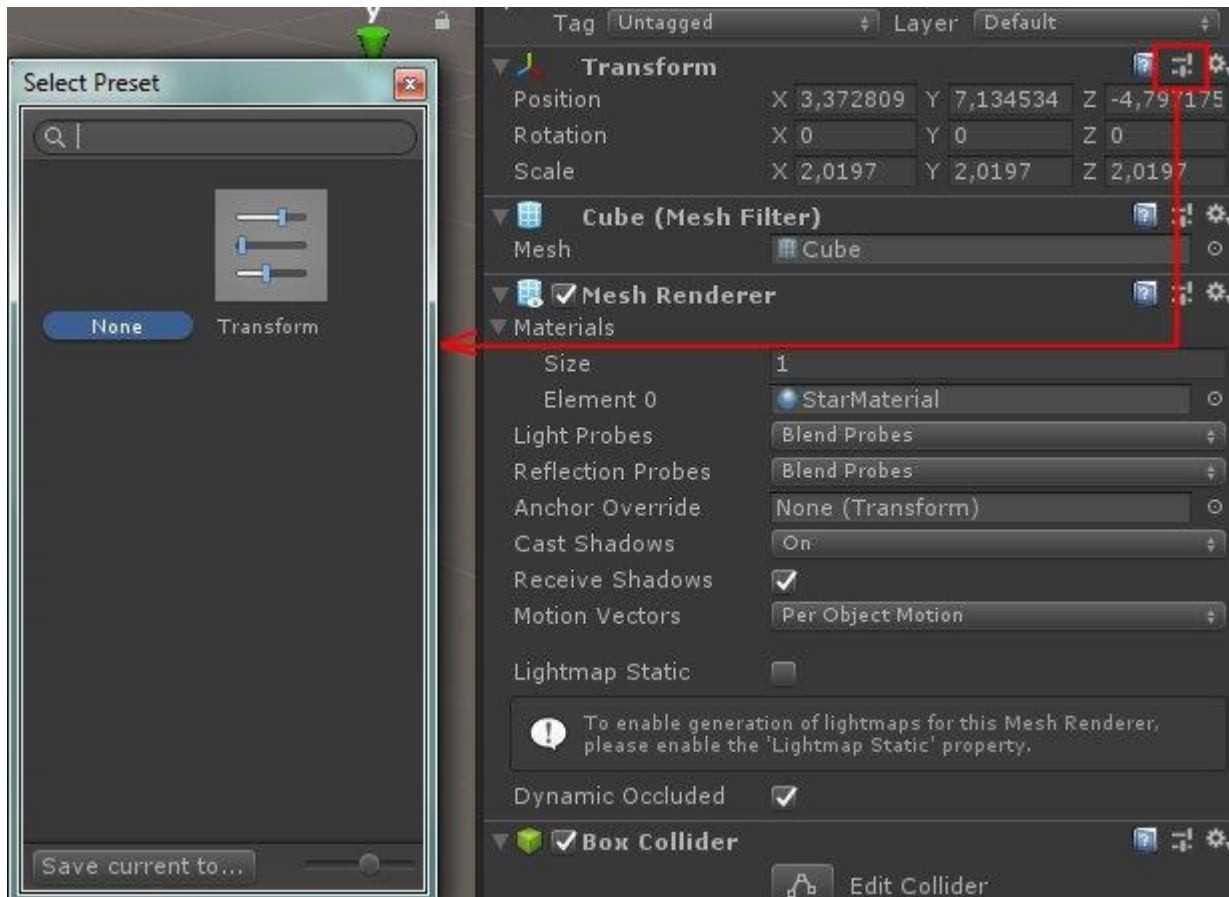 y
Tag Untagged Layer Default
Select Preset
Transform
Position X 3,372809 Y 7,134534 Z -4,797175
Rotation X 0 Y 0 Z 0
Scale X 2,0197 Y 2,0197 Z 2,0197
None Transform
Cube (Mesh Filter)
Mesh Cube
Mesh Renderer
Materials
Size 1
Element 0 StarMaterial
Light Probes Blend Probes
Reflection Probes Blend Probes
Anchor Override None (Transform)
Cast Shadows On
Receive Shadows
Motion Vectors Per Object Motion
Lightmap Static
To enable generation of lightmaps for this Mesh Renderer,
please enable the 'Lightmap Static' property.
Dynamic Occluded
Box Collider
Save current to...
Edit Collider